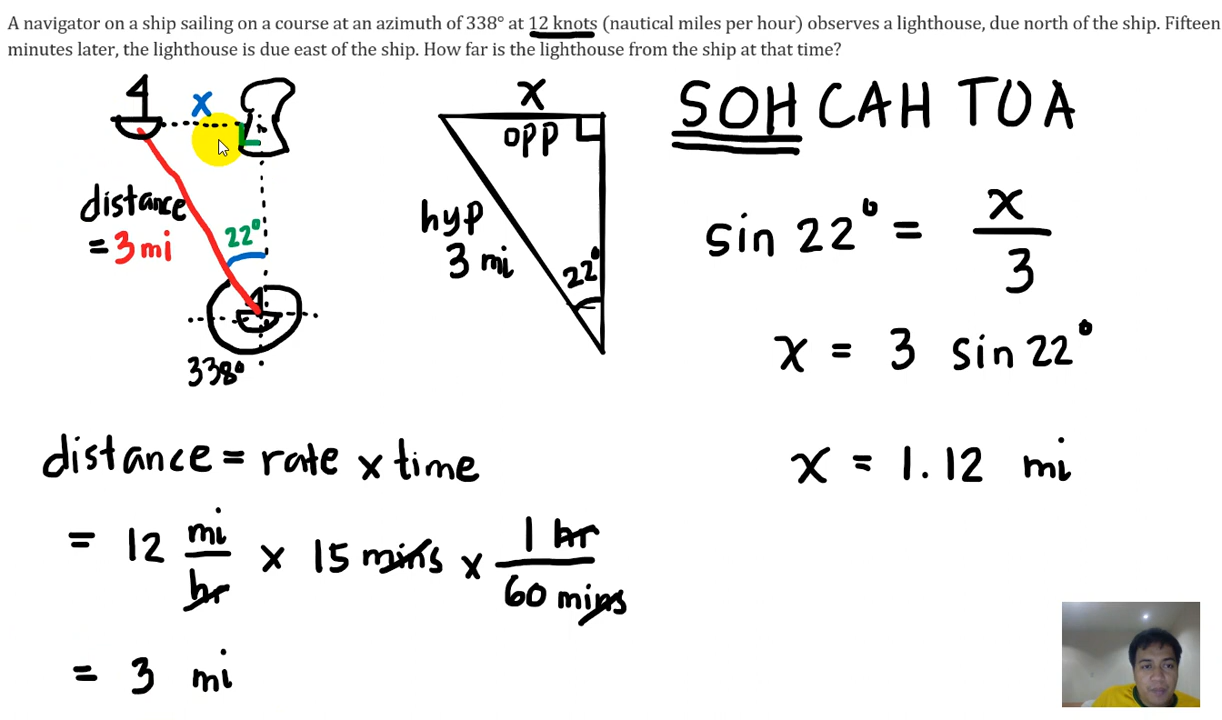 A navigator on a ship sailing on a course at an azimuth of 338° at 12 knots (nautical miles per hour) observes a lighthouse, due north of the ship. Fifteen
minutes later, the lighthouse is due east of the ship. How far is the lighthouse from the ship at that time?
x
distance
= 3 mi
22°
338°
x
opp
hyp
3 mi
22°
SOH CAH TOA
sin 22° = x
3
x = 3 sin 22°
x = 1.12 mi
distance = rate x time
= 12 mi
hr x 15 mins x 1 hr
60 mins
= 3 mi